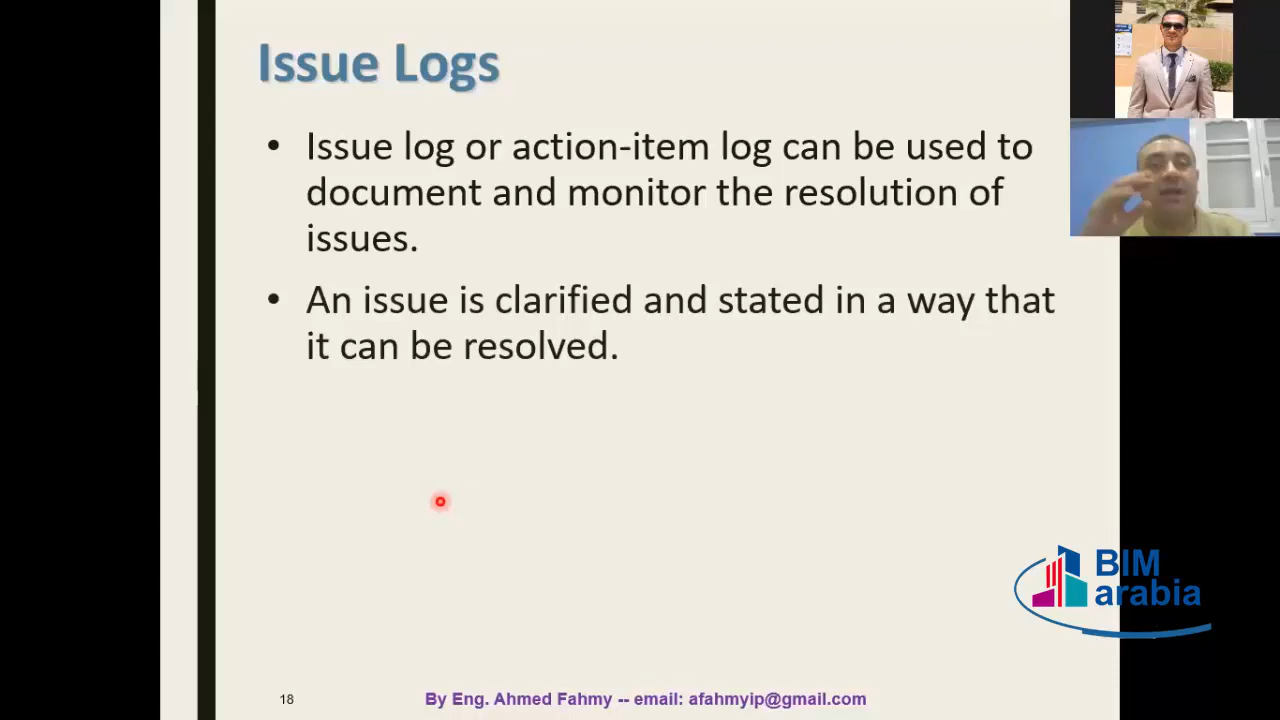 Issue Logs
• Issue log or action-item log can be used to
document and monitor the resolution of
issues.
• An issue is clarified and stated in a way that
it can be resolved.
BIM
arabia
18
By Eng. Ahmed Fahmy -- email: afahmyip@gmail.com